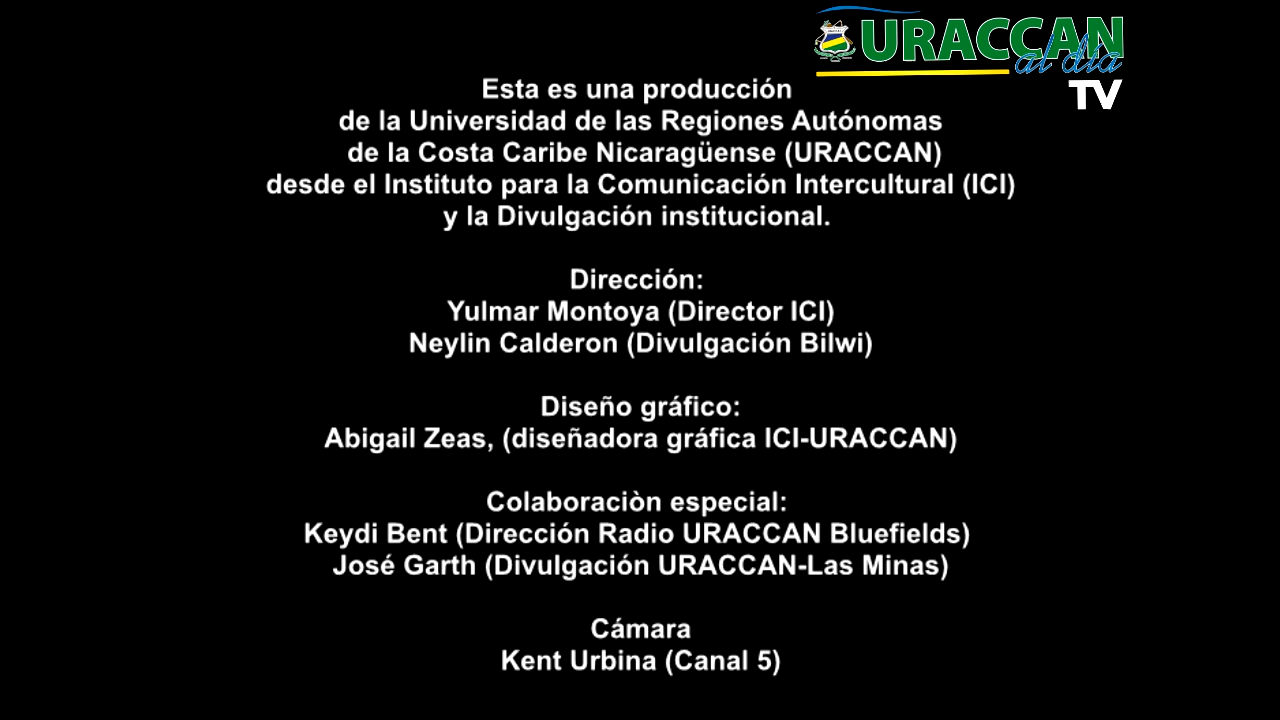 URACCAN
al día
TV
Esta es una producción
de la Universidad de las Regiones Autónomas
de la Costa Caribe Nicaragüense (URACCAN)
desde el Instituto para la Comunicación Intercultural (ICI)
y la Divulgación institucional.
Dirección:
Yulmar Montoya (Director ICI)
Neylin Calderon (Divulgación Bilwi)
Diseño gráfico:
Abigail Zeas, (diseñadora gráfica ICI-URACCAN)
Colaboraciòn especial:
Keydi Bent (Dirección Radio URACCAN Bluefields)
José Garth (Divulgación URACCAN-Las Minas)
Cámara
Kent Urbina (Canal 5)